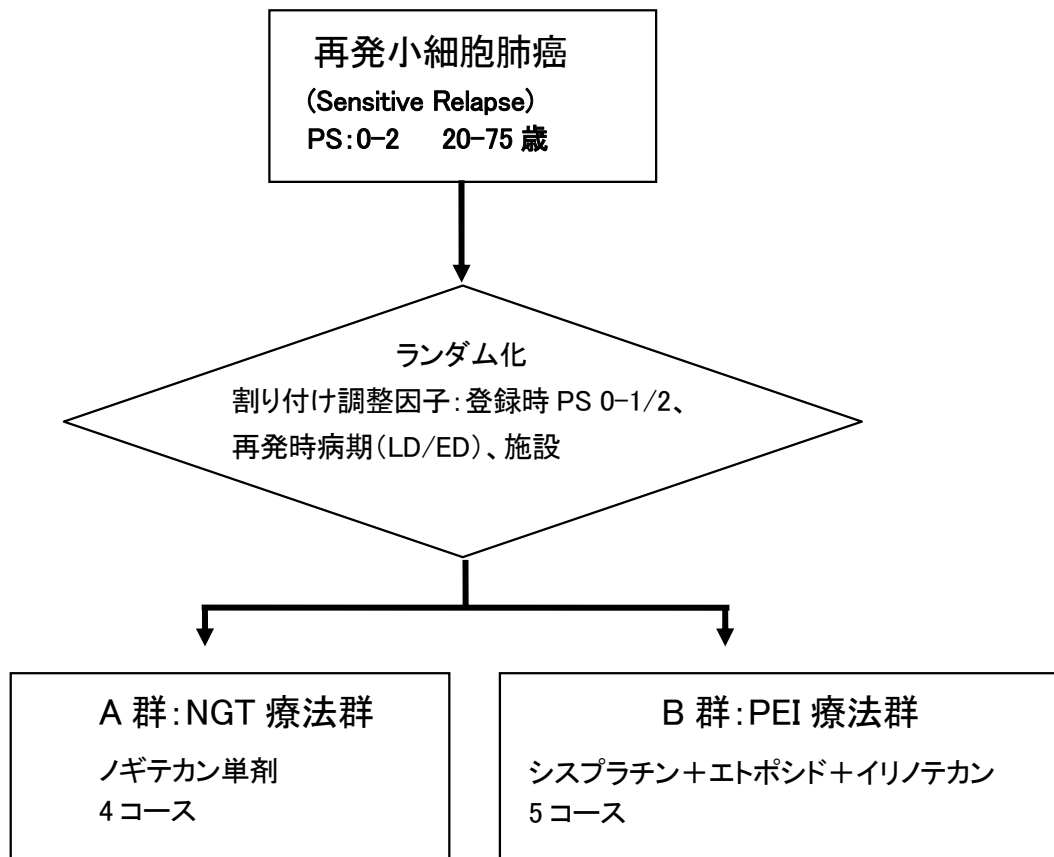 再発小細胞肺癌
(Sensitive Relapse)
PS:0-2 20-75 歳
ランダム化
割り付け調整因子:登録時 PS 0-1/2、
再発時病期(LD/ED)、施設
A 群:NGT 療法群
ノギテカン単剤
4 コース
B 群:PEI 療法群
シスプラチン+エトポシド+イリノテカン
5 コース